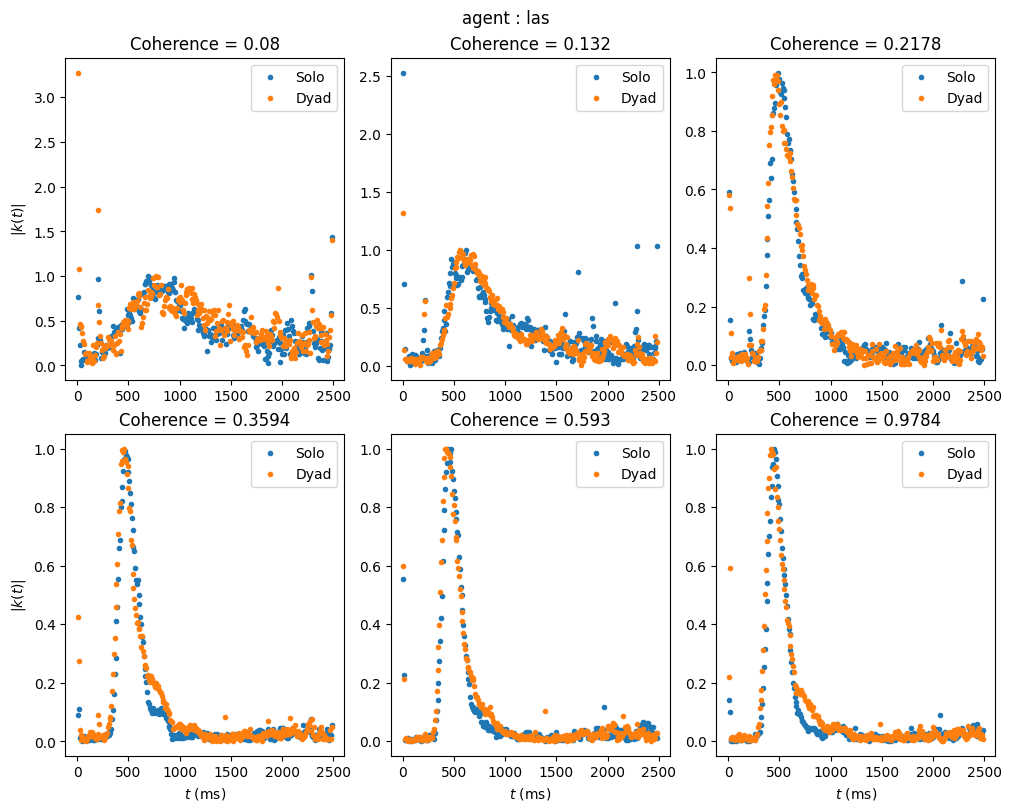 agent : las
Coherence = 0.08
Coherence = 0.132
Coherence = 0.2178
|k(t)|
3.0
2.5
2.0
1.5
1.0
0.5
0.0
Solo
Dyad
0 500 1000 1500 2000 2500
2.5
2.0
1.5
1.0
0.5
0.0
Solo
Dyad
0 500 1000 1500 2000 2500
1.0
0.8
0.6
0.4
0.2
0.0
Solo
Dyad
0 500 1000 1500 2000 2500
Coherence = 0.3594
Coherence = 0.593
Coherence = 0.9784
|k(t)|
1.0
0.8
0.6
0.4
0.2
0.0
Solo
Dyad
0 500 1000 1500 2000 2500
t (ms)
1.0
0.8
0.6
0.4
0.2
0.0
Solo
Dyad
0 500 1000 1500 2000 2500
t (ms)
1.0
0.8
0.6
0.4
0.2
0.0
Solo
Dyad
0 500 1000 1500 2000 2500
t (ms)